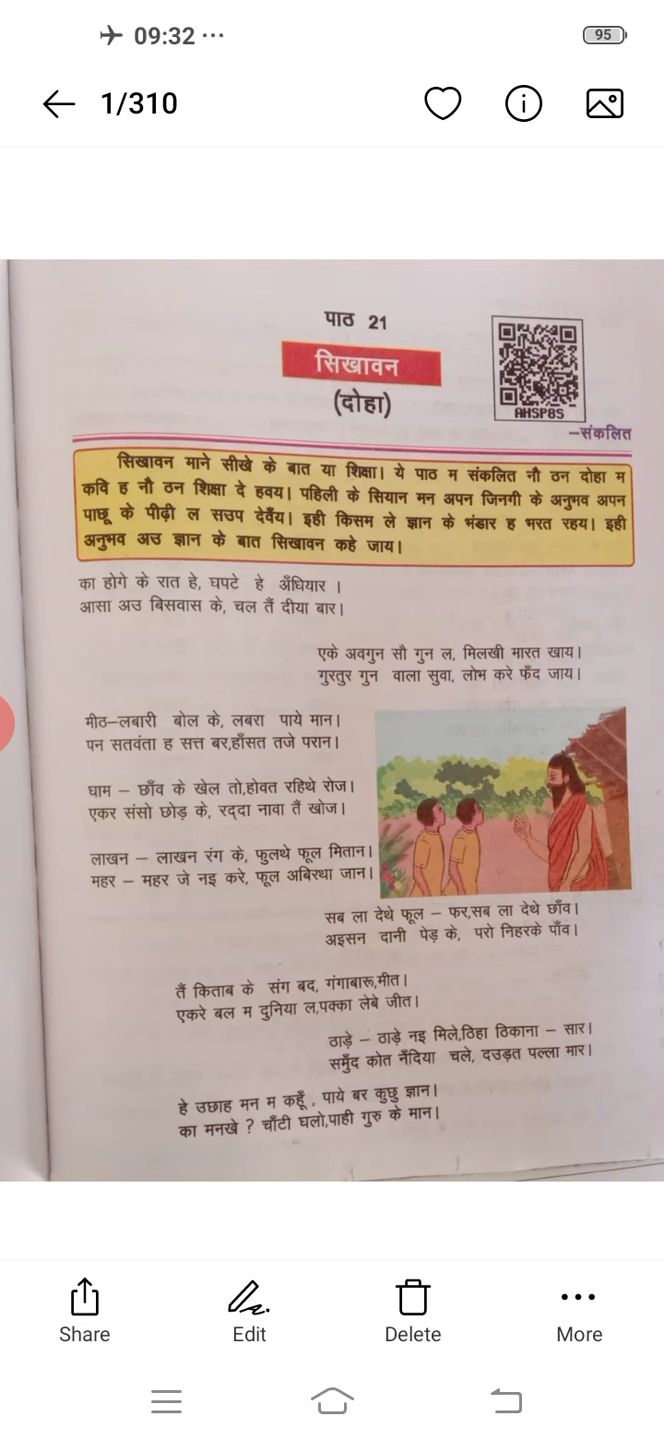 09:32 ···
95
1/310
पाठ 21
सिखावन
(दोहा)
AHSP8S
–संकलित
सिखावन माने सीखे के बात या शिक्षा। ये पाठ म संकलित नौ ठन दोहा म
कवि ह नौ ठन शिक्षा दे हवय। पहिली के सियान मन अपन जिनगी के अनुभव अपन
पाछू के पीढ़ी ल सउप देवँय। इही किसम ले ज्ञान के भंडार ह भरत रहय। इही
अनुभव अउ ज्ञान के बात सिखावन कहे जाय।
का होगे के रात हे, घपटे हे अँधियार ।
आसा अउ बिसवास के, चल तैं दीया बार।
एके अवगुन सौ गुन ल, मिलखी मारत खाय।
गुरतुर गुन वाला सुवा, लोभ करे फँद जाय।
मीठ–लबारी बोल के, लबरा पाये मान।
पन सतवंता ह सत्त बर,हाँसत तजे परान।
घाम – छाँव के खेल तो,होवत रहिथे रोज।
एकर संसो छोड़ के, रद्दा नावा तैं खोज।
लाखन – लाखन रंग के, फुलथे फूल मितान।
महर – महर जे नइ करे, फूल अबिरथा जान।
सब ला देथे फूल – फर,सब ला देथे छाँव।
अइसन दानी पेड़ के, परो निहरके पाँव।
तैं किताब के संग बद, गंगाबारू,मीत।
एकरे बल म दुनिया ल,पक्का लेबे जीत।
ठाड़े – ठाड़े नइ मिले,ठिहा ठिकाना – सार।
समुँद कोत नँदिया चले, दउड़त पल्ला मार।
हे उछाह मन म कहूँ , पाये बर कुछु ज्ञान।
का मनखे ? चाँटी घलो,पाही गुरु के मान।
Share
Edit
Delete
More